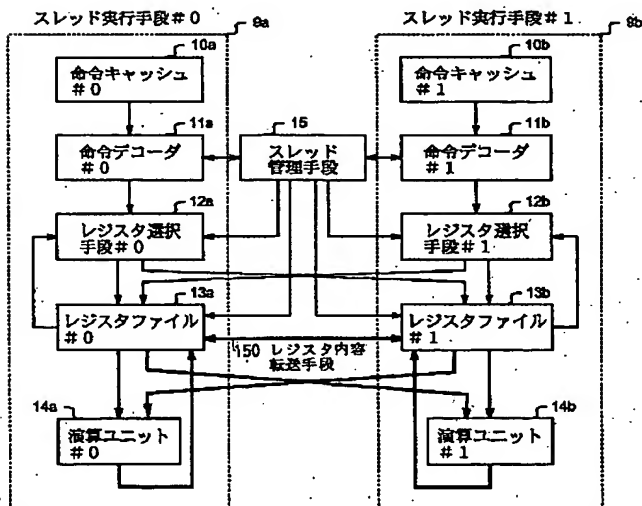 スレッド実行手段#0
9a
スレッド実行手段#1
9b
10a
命令キャッシュ
#0
10b
命令キャッシュ
#1
11a
命令デコーダ
#0
15
スレッド
管理手段
11b
命令デコーダ
#1
12a
レジスタ選択
手段#0
12b
レジスタ選択
手段#1
13a
レジスタファイル
#0
13b
レジスタファイル
#1
150 レジスタ内容
転送手段
14a
演算ユニット
#0
14b
演算ユニット
#1